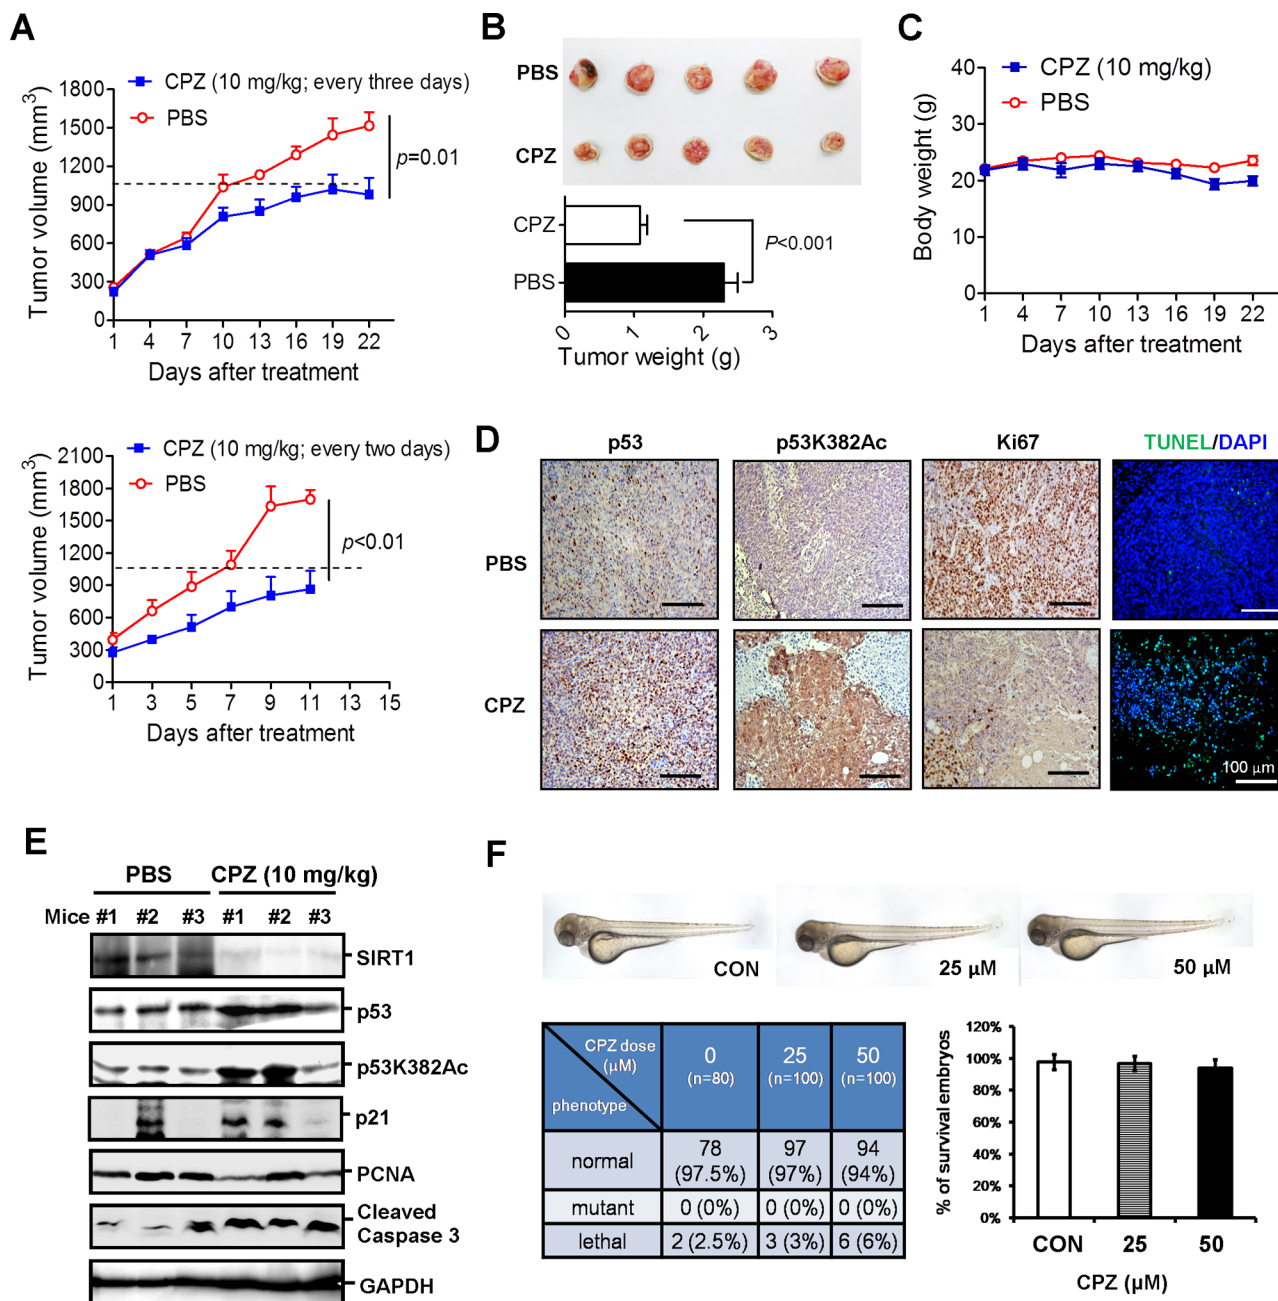 A
CPZ (10 mg/kg; every three days)
PBS
Tumor volume (mm³)
1800
1500
1200
900
600
300
0
p=0.01
1 4 7 10 13 16 19 22
Days after treatment
CPZ (10 mg/kg; every two days)
PBS
Tumor volume (mm³)
2100
1800
1500
1200
900
600
300
0
p<0.01
1 3 5 7 9 11 13 15
Days after treatment
B
PBS
CPZ
CPZ
PBS
P<0.001
0 1 2 3
Tumor weight (g)
C
CPZ (10 mg/kg)
PBS
Body weight (g)
40
30
20
10
0
1 4 7 10 13 16 19 22
Days after treatment
D
p53 p53K382Ac Ki67 TUNEL/DAPI
PBS
CPZ
100 µm
E
PBS CPZ (10 mg/kg)
Mice #1 #2 #3 #1 #2 #3
SIRT1
p53
p53K382Ac
p21
PCNA
Cleaved
Caspase 3
GAPDH
F
CON 25 µM 50 µM
CPZ dose
(µM)
phenotype
0 25 50
(n=80) (n=100) (n=100)
normal 78 97 94
(97.5%) (97%) (94%)
mutant 0 (0%) 0 (0%) 0 (0%)
lethal 2 (2.5%) 3 (3%) 6 (6%)
% of survival embryos
120%
100%
80%
60%
40%
20%
0%
CON 25 50
CPZ (µM)